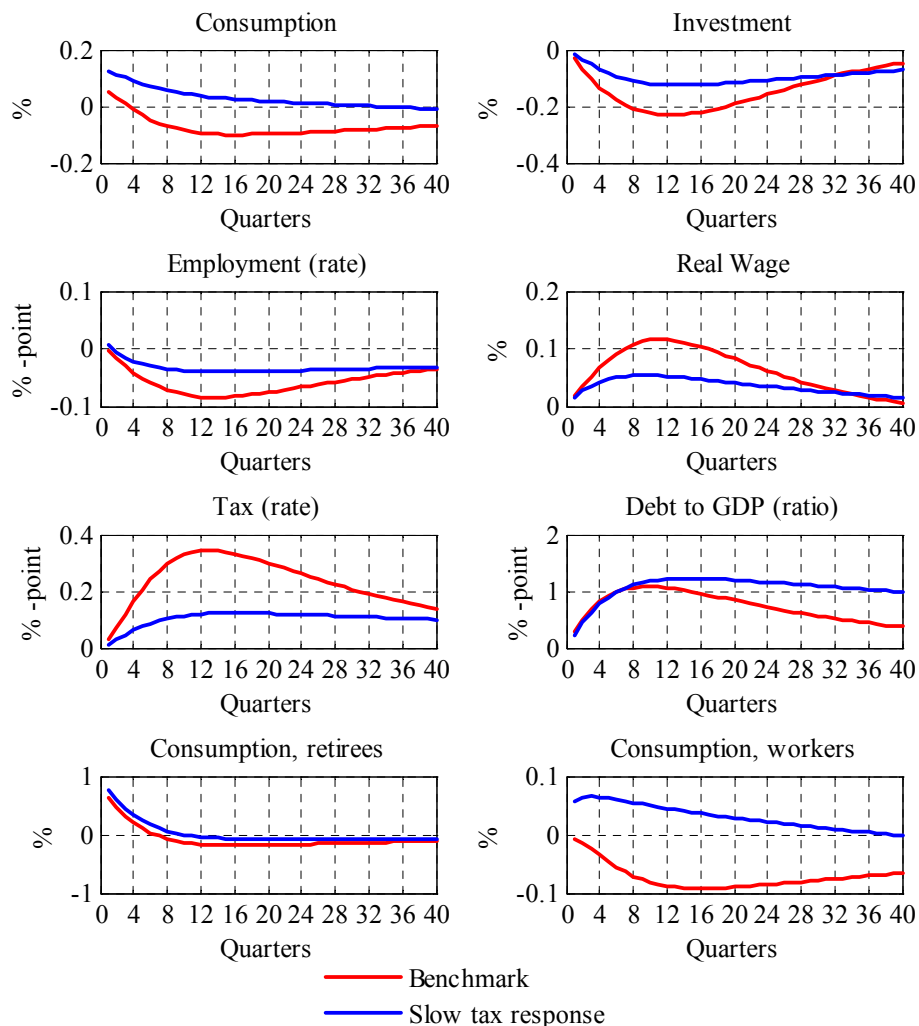 Consumption
Investment
0.2
0
-0.2
%
0 4 8 12 16 20 24 28 32 36 40
Quarters
0
-0.2
-0.4
%
0 4 8 12 16 20 24 28 32 36 40
Quarters
Employment (rate)
Real Wage
0.1
0
-0.1
% -point
0 4 8 12 16 20 24 28 32 36 40
Quarters
0.2
0.1
0
%
0 4 8 12 16 20 24 28 32 36 40
Quarters
Tax (rate)
Debt to GDP (ratio)
0.4
0.2
0
% -point
0 4 8 12 16 20 24 28 32 36 40
Quarters
2
1
0
% -point
0 4 8 12 16 20 24 28 32 36 40
Quarters
Consumption, retirees
Consumption, workers
1
0
-1
%
0 4 8 12 16 20 24 28 32 36 40
Quarters
0.1
0
-0.1
%
0 4 8 12 16 20 24 28 32 36 40
Quarters
Benchmark
Slow tax response